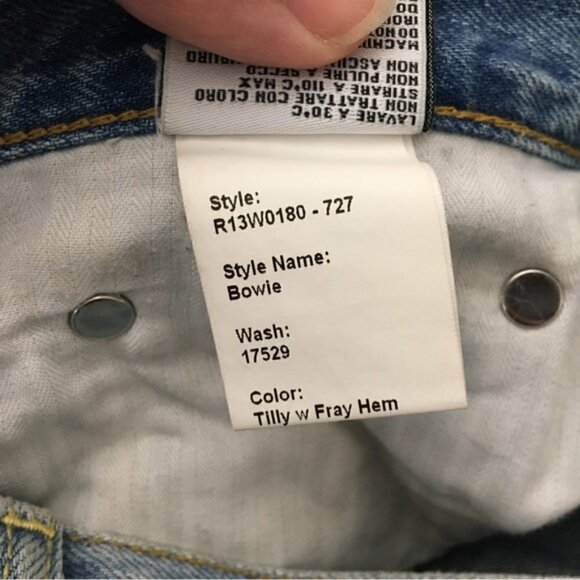 LAVARE A 30°C
NON TRATTARE CON CLORO
STIRARE A 110°C MAX
NON PULIRE A SECCO
NON
Style:
R13W0180 - 727
Style Name:
Bowie
Wash:
17529
Color:
Tilly w Fray Hem